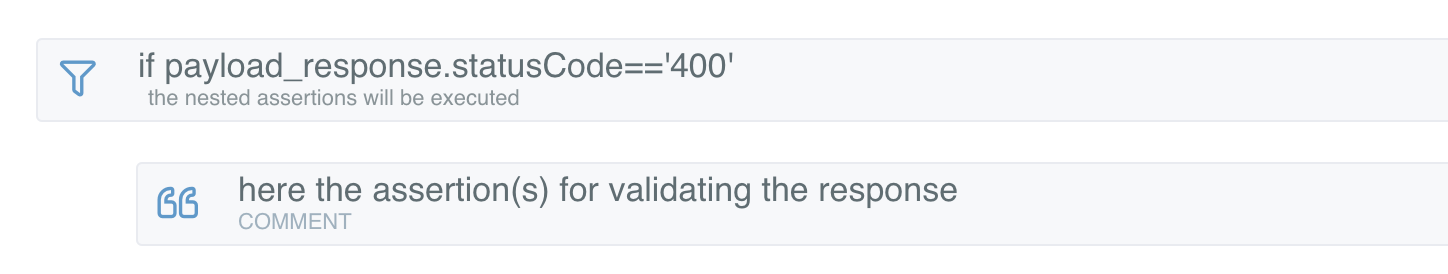 if payload_response.statusCode=='400'
the nested assertions will be executed
here the assertion(s) for validating the response
COMMENT